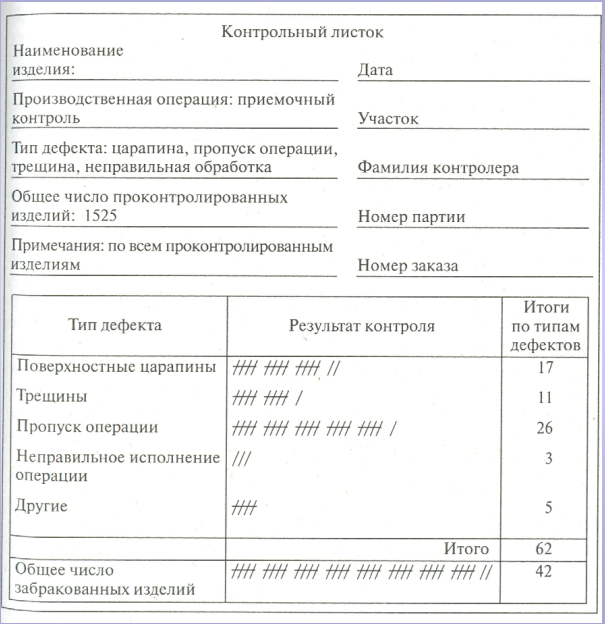 Контрольный листок
Наименование
изделия:
Дата
Производственная операция: приемочный
контроль
Участок
Тип дефекта: царапина, пропуск операции,
трещина, неправильная обработка
Фамилия контролера
Общее число проконтролированных
изделий: 1525
Номер партии
Примечания: по всем проконтролированным
изделиям
Номер заказа
Тип дефекта
Результат контроля
Итоги
по типам
дефектов
Поверхностные царапины 17
Трещины 11
Пропуск операции 26
Неправильное исполнение
операции
3
Другие 5
Итого 62
Общее число
забракованных изделий
42